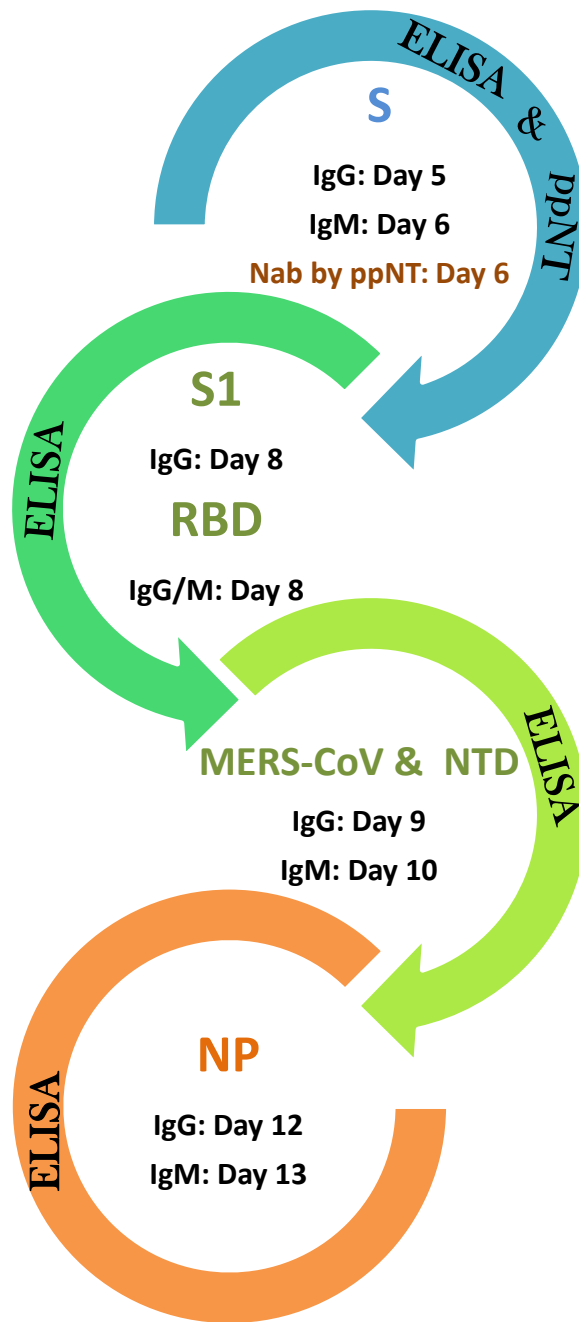 ELISA & ppNT
S
IgG: Day 5
IgM: Day 6
Nab by ppNT: Day 6
ELISA
S1
IgG: Day 8
RBD
IgG/M: Day 8
ELISA
MERS-CoV & NTD
IgG: Day 9
IgM: Day 10
ELISA
NP
IgG: Day 12
IgM: Day 13